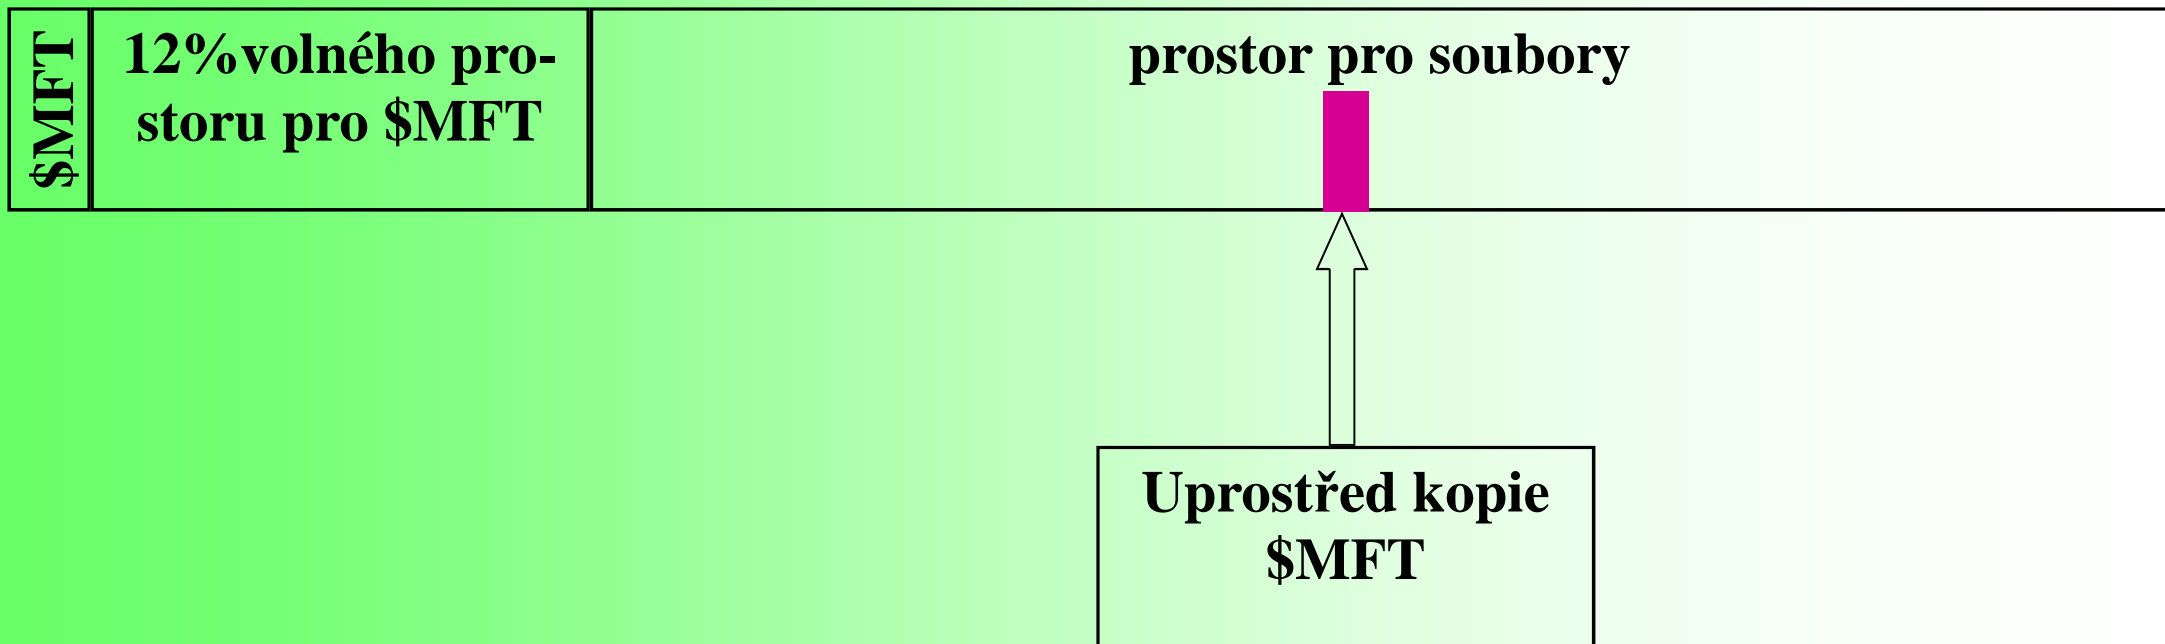 $MFT
12%volného pro-
storu pro $MFT
prostor pro soubory
Uprostřed kopie
$MFT